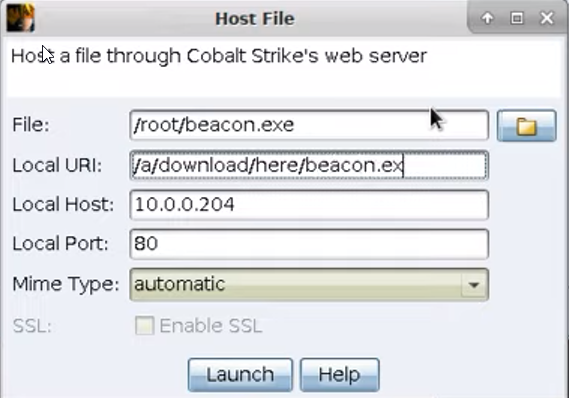 Host File
Host a file through Cobalt Strike's web server
File: /root/beacon.exe
Local URI: /a/download/here/beacon.ex
Local Host: 10.0.0.204
Local Port: 80
Mime Type: automatic
SSL: Enable SSL
Launch Help